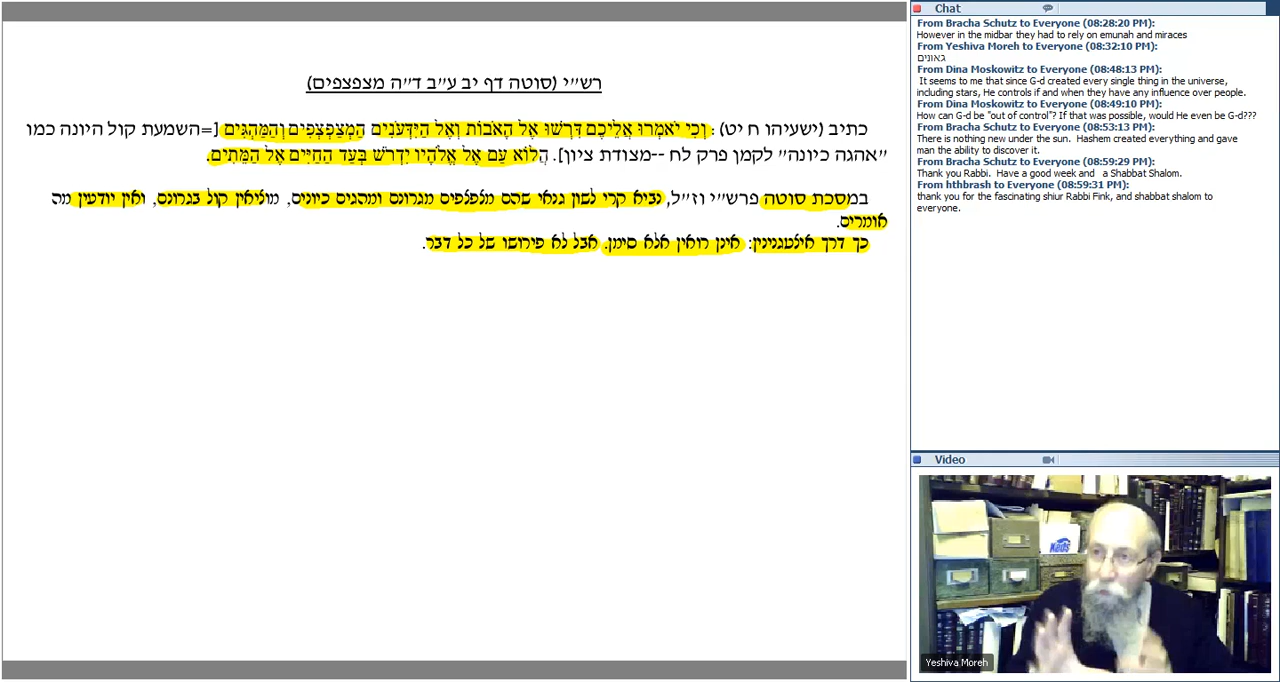 רש״י (סוטה דף יב ע״ב ד״ה מצפצפים)
כתיב (ישעיהו ח יט): וְכִי יֹאמְרוּ אֲלֵיכֶם דִּרְשׁוּ אֶל הָאֹבוֹת וְאֶל הַיִּדְּעֹנִים הַמְצַפְצְפִים וְהַמַּהְגִּים [=השמעת קול היונה כמו
״אהגה כיונה״ לקמן פרק לח --מצודת ציון]. הֲלוֹא עַם אֶל אֱלֹהָיו יִדְרֹשׁ בְּעַד הַחַיִּים אֶל הַמֵּתִים.
במסכת סוטה פרש״י וז״ל, נביא קרי לשון גנאי שהם מצפצפים מגרונם ומהגים כיונים, מוציאין קול בגרונם, ואין יודעין מה
אומרים.
כך דרך איצטגנינין: אינן רואין אלא סימן. אבל לא פירושו של כל דבר.
Chat
From Bracha Schutz to Everyone (08:28:20 PM):
However in the midbar they had to rely on emunah and miraces
From Yeshiva Moreh to Everyone (08:32:10 PM):
גאונים
From Dina Moskowitz to Everyone (08:48:13 PM):
It seems to me that since G-d created every single thing in the universe,
including stars, He controls if and when they have any influence over people.
From Dina Moskowitz to Everyone (08:49:10 PM):
How can G-d be "out of control"? If that was possible, would He even be G-d???
From Bracha Schutz to Everyone (08:53:13 PM):
There is nothing new under the sun. Hashem created everything and gave
man the ability to discover it.
From Bracha Schutz to Everyone (08:59:29 PM):
Thank you Rabbi. Have a good week and a Shabbat Shalom.
From hthbrash to Everyone (08:59:31 PM):
thank you for the fascinating shiur Rabbi Fink, and shabbat shalom to
everyone.
Video
Keds
Yeshiva Moreh